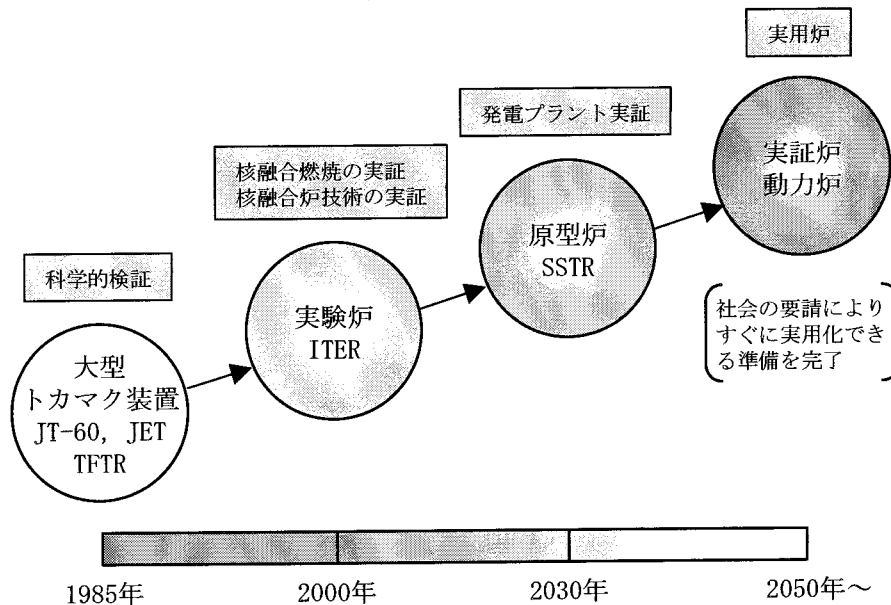 実用炉
実証炉
動力炉
社会の要請により
すぐに実用化でき
る準備を完了
発電プラント実証
原型炉
SSTR
核融合燃焼の実証
核融合炉技術の実証
実験炉
ITER
科学的検証
大型
トカマク装置
JT-60, JET
TFTR
1985年
2000年
2030年
2050年～